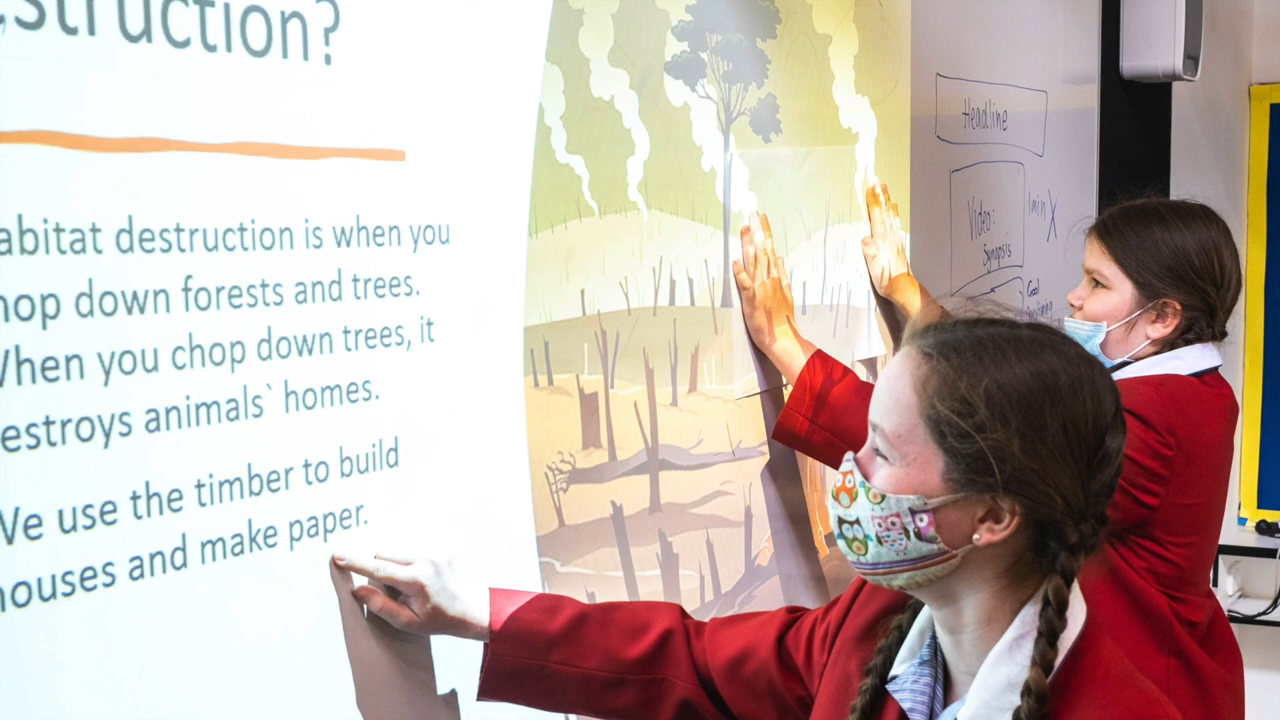 struction?
abitat destruction is when you
hop down forests and trees.
When you chop down trees, it
estroys animals` homes.
We use the timber to build
houses and make paper.
Headline
Video:
Synopsis
1min X